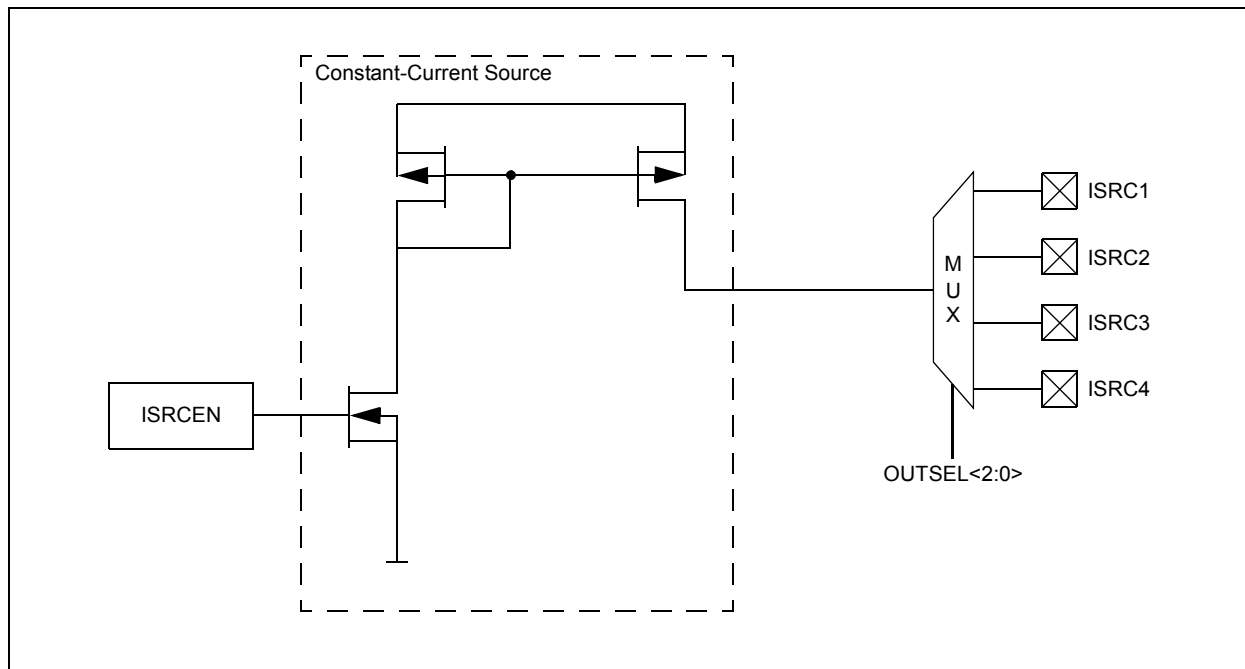 Constant-Current Source
ISRCEN
M
U
X
ISRC1
ISRC2
ISRC3
ISRC4
OUTSEL<2:0>